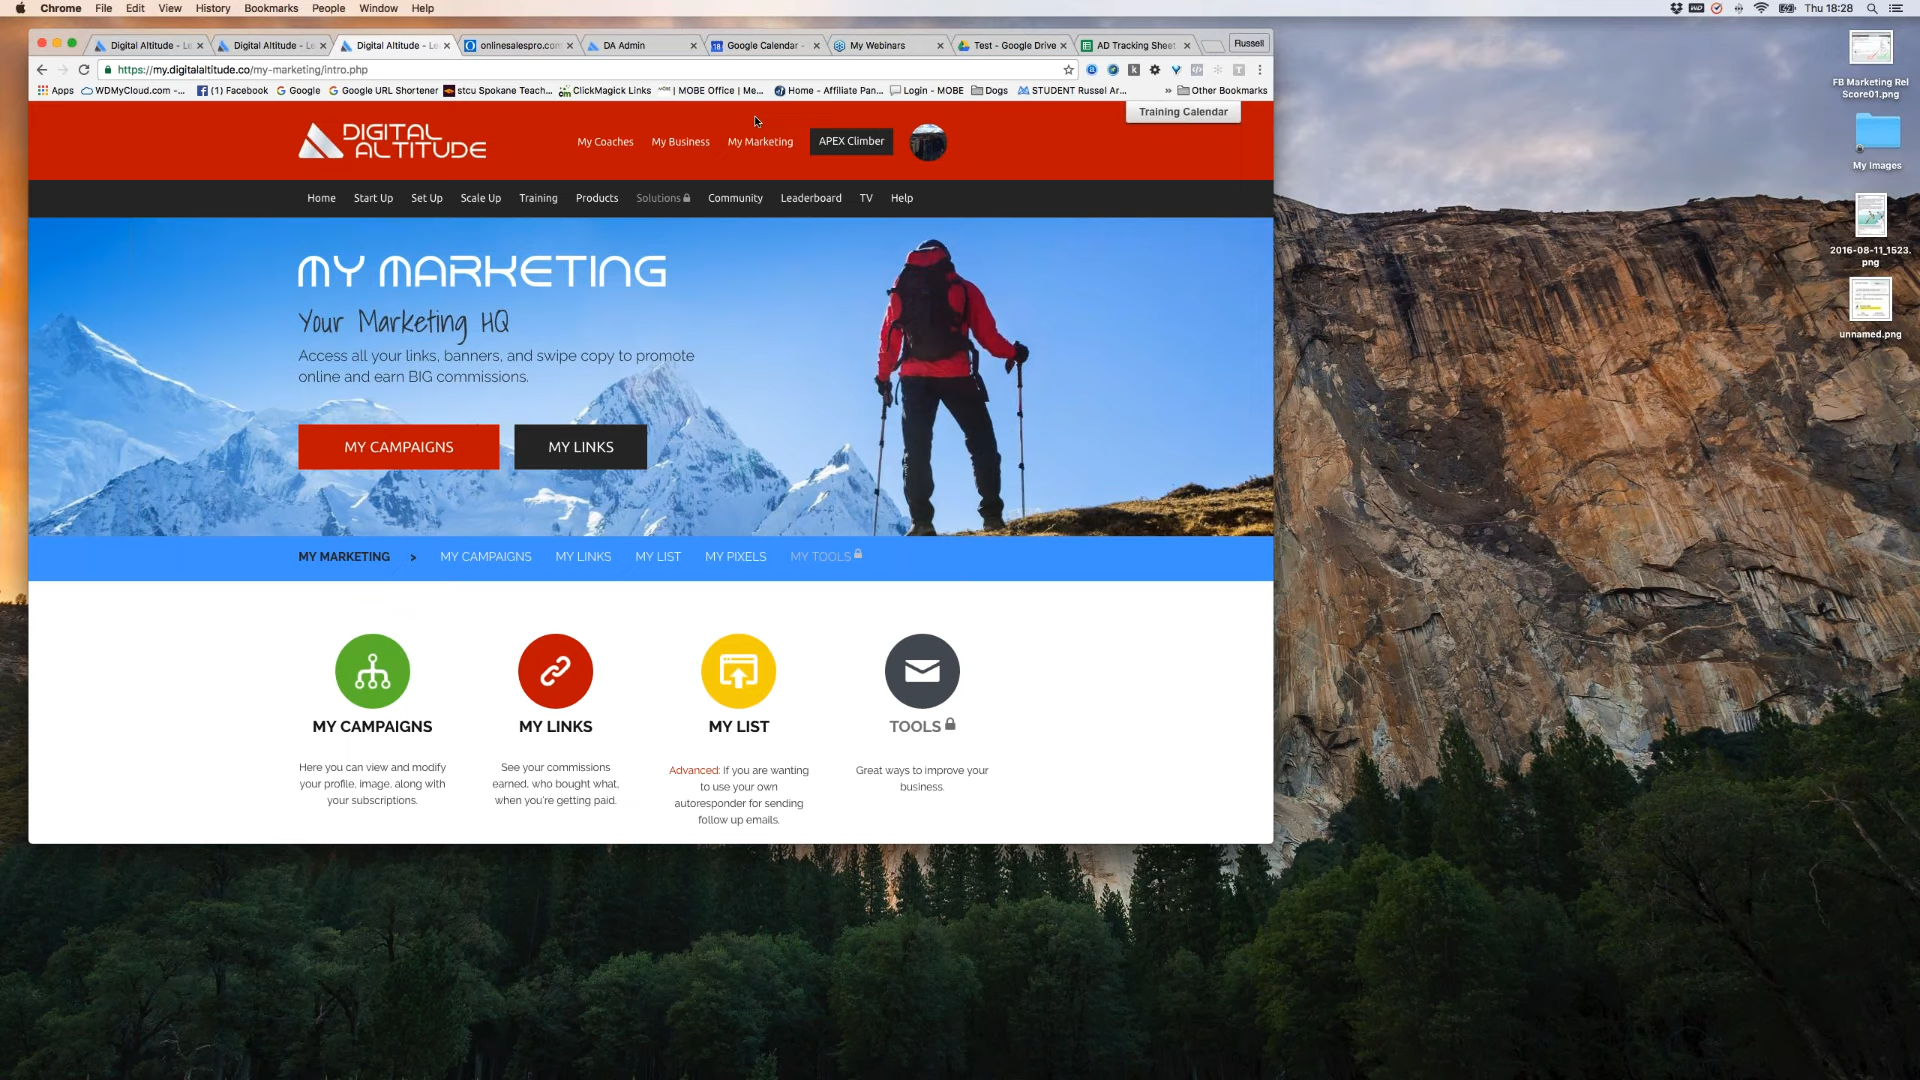 Chrome File Edit View History Bookmarks People Window Help
Thu 18:28
Digital Altitude - Le
Digital Altitude - Le
Digital Altitude - Le
onlinesalespro.com
DA Admin
Google Calendar -
My Webinars
Test - Google Drive
AD Tracking Sheet
Russell
https://my.digitalaltitude.co/my-marketing/intro.php
Apps WDMyCloud.com -... (1) Facebook Google Google URL Shortener stcu Spokane Teach... ClickMagick Links | MOBE Office | Me... Home - Affiliate Pan... Login - MOBE Dogs STUDENT Russel Ar... » Other Bookmarks
Training Calendar
DIGITAL
ALTITUDE
My Coaches My Business My Marketing APEX Climber
Home Start Up Set Up Scale Up Training Products Solutions Community Leaderboard TV Help
MY MARKETING
Your Marketing HQ
Access all your links, banners, and swipe copy to promote
online and earn BIG commissions.
MY CAMPAIGNS MY LINKS
MY MARKETING > MY CAMPAIGNS MY LINKS MY LIST MY PIXELS MY TOOLS
MY CAMPAIGNS
Here you can view and modify
your profile, image, along with
your subscriptions.
MY LINKS
See your commissions
earned, who bought what,
when you're getting paid.
MY LIST
Advanced: If you are wanting
to use your own
autoresponder for sending
follow up emails.
TOOLS
Great ways to improve your
business.
FB Marketing Rel
Score01.png
My Images
2016-08-11_1523.
png
unnamed.png